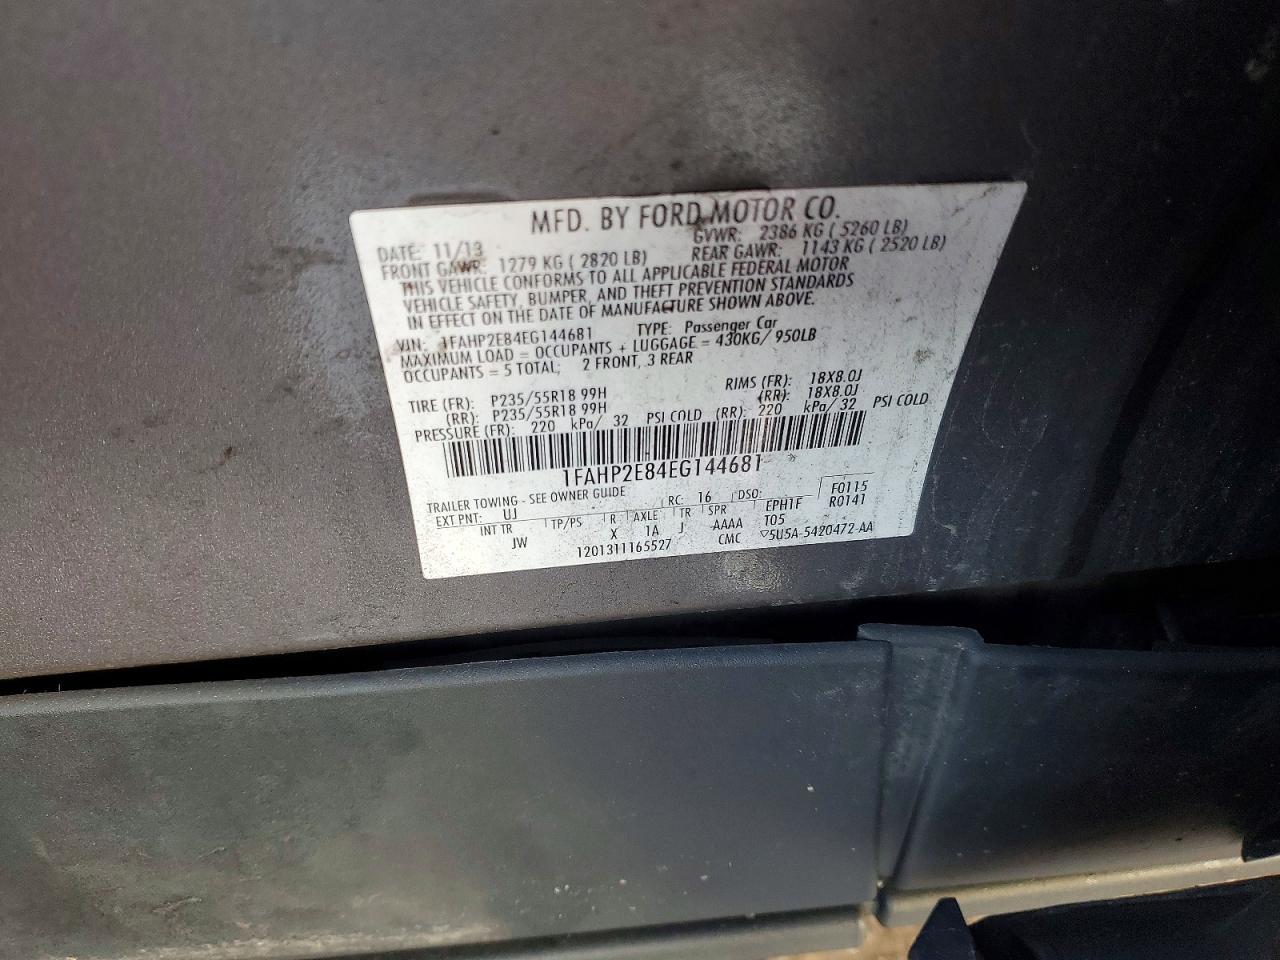 MFD. BY FORD MOTOR CO.
DATE: 11/13 GVWR: 2386 KG ( 5260 LB)
FRONT GAWR: 1279 KG ( 2820 LB) REAR GAWR: 1143 KG ( 2520 LB)
THIS VEHICLE CONFORMS TO ALL APPLICABLE FEDERAL MOTOR
VEHICLE SAFETY, BUMPER, AND THEFT PREVENTION STANDARDS
IN EFFECT ON THE DATE OF MANUFACTURE SHOWN ABOVE.
VIN: 1FAHP2E84EG144681 TYPE: Passenger Car
MAXIMUM LOAD = OCCUPANTS + LUGGAGE = 430KG/ 950LB
OCCUPANTS = 5 TOTAL; 2 FRONT, 3 REAR
TIRE (FR): P235/55R18 99H RIMS (FR): 18X8.0J
(RR): P235/55R18 99H (RR): 18X8.0J
PRESSURE (FR): 220 kPa/ 32 PSI COLD (RR): 220 kPa/ 32 PSI COLD
1FAHP2E84EG144681
TRAILER TOWING - SEE OWNER GUIDE
EXT PNT: UJ RC: 16 DSO: F0115
INT TR TP/PS R AXLE TR SPR EPH1F R0141
JW X 1A J AAAA T05
1201311165527 CMC ▽5U5A-5420472-AA